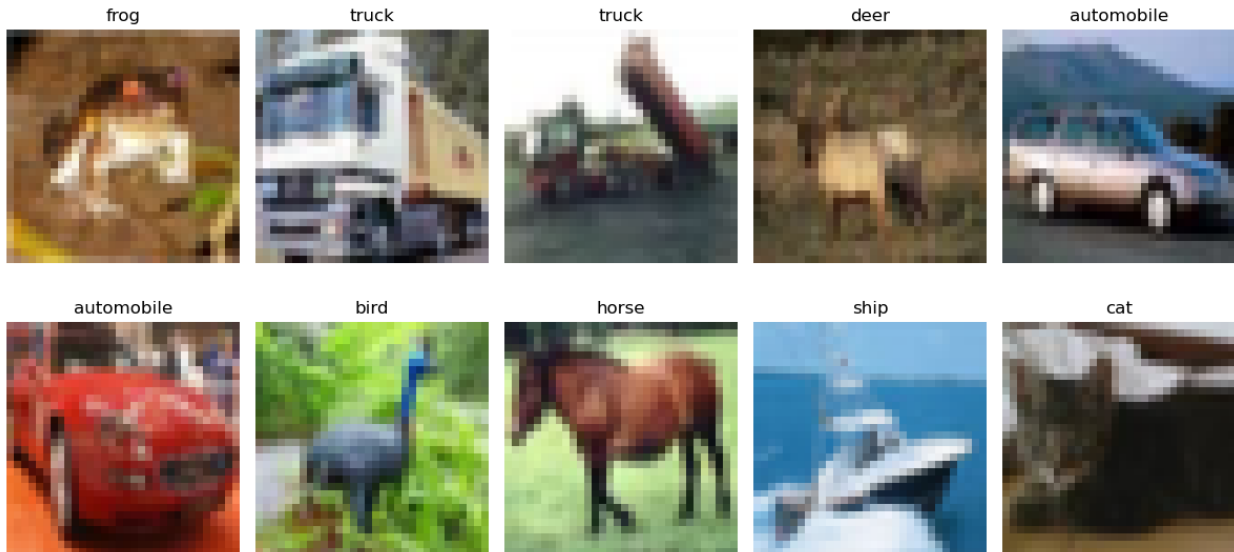 frog
truck
truck
deer
automobile
automobile
bird
horse
ship
cat